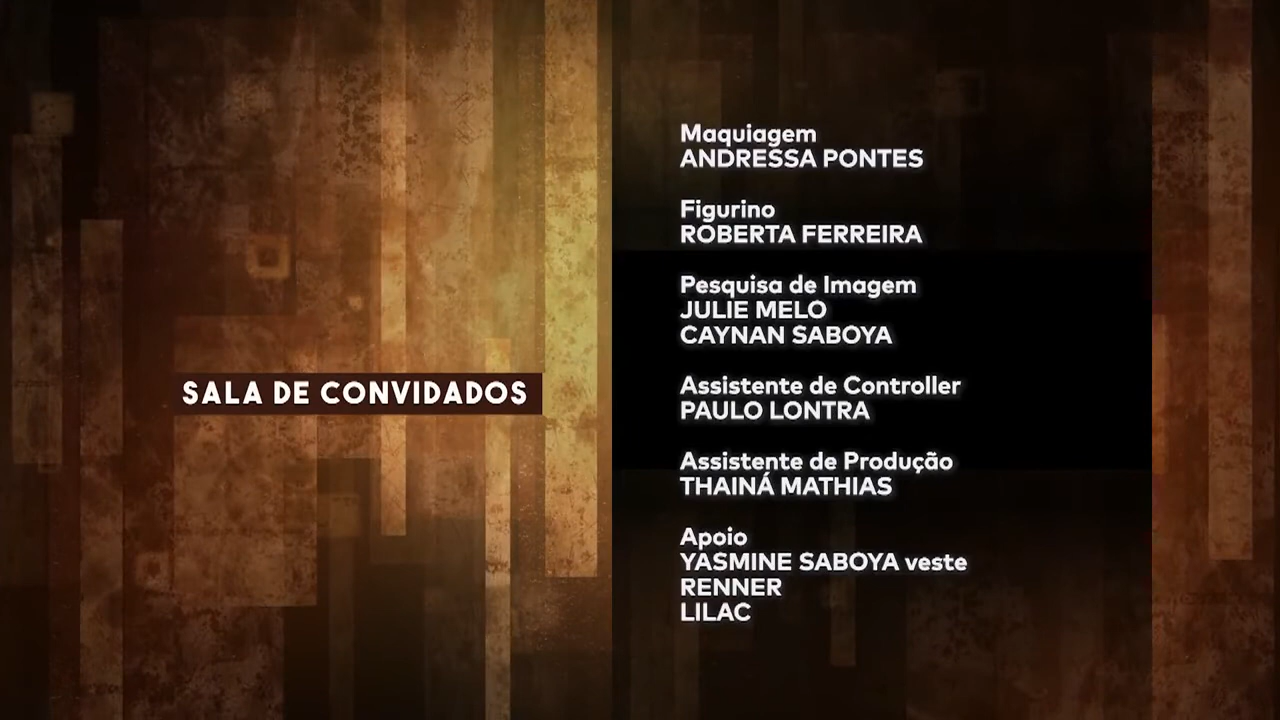 SALA DE CONVIDADOS
Maquiagem
ANDRESSA PONTES
Figurino
ROBERTA FERREIRA
Pesquisa de Imagem
JULIE MELO
CAYNAN SABOYA
Assistente de Controller
PAULO LONTRA
Assistente de Produção
THAINÁ MATHIAS
Apoio
YASMINE SABOYA veste
RENNER
LILAC